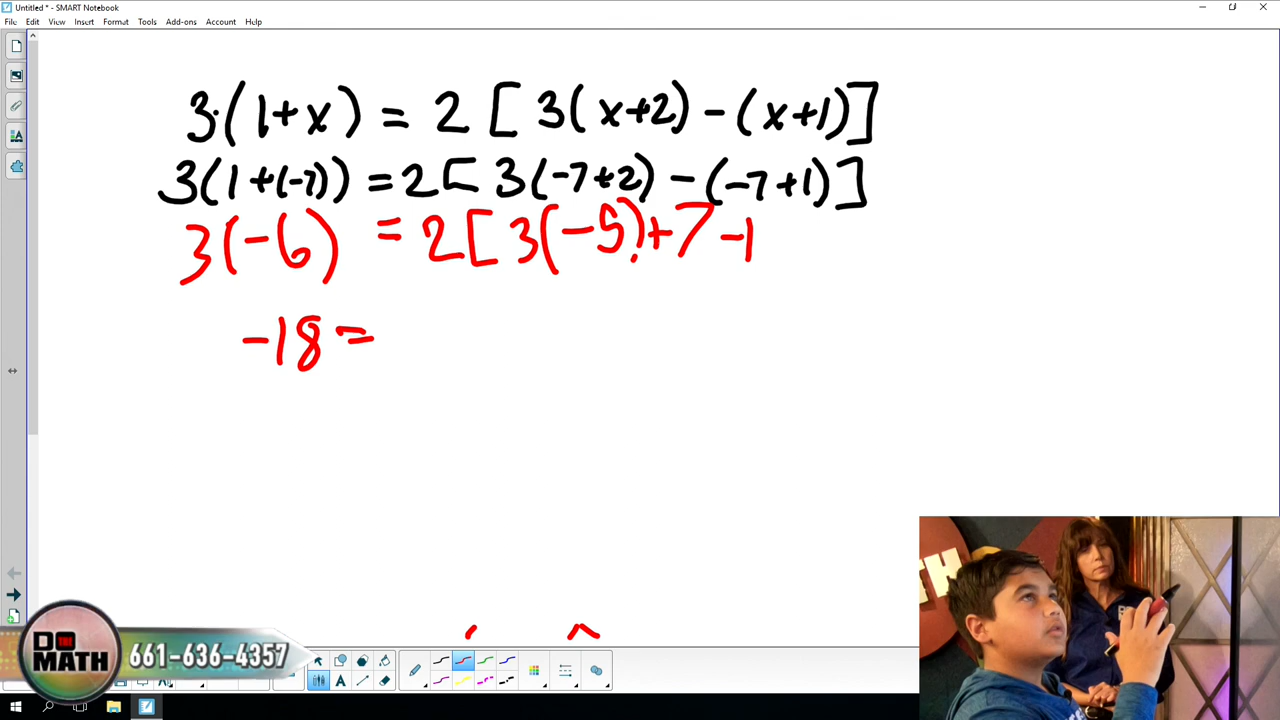 Untitled * - SMART Notebook
File Edit View Insert Format Tools Add-ons Account Help
3·(1+x) = 2[3(x+2)-(x+1)]
3(1+(-7)) = 2[3(-7+2)-(-7+1)]
3(-6) = 2[3(-5)+7-1
-18=
DO THE MATH 661-636-4357
TH